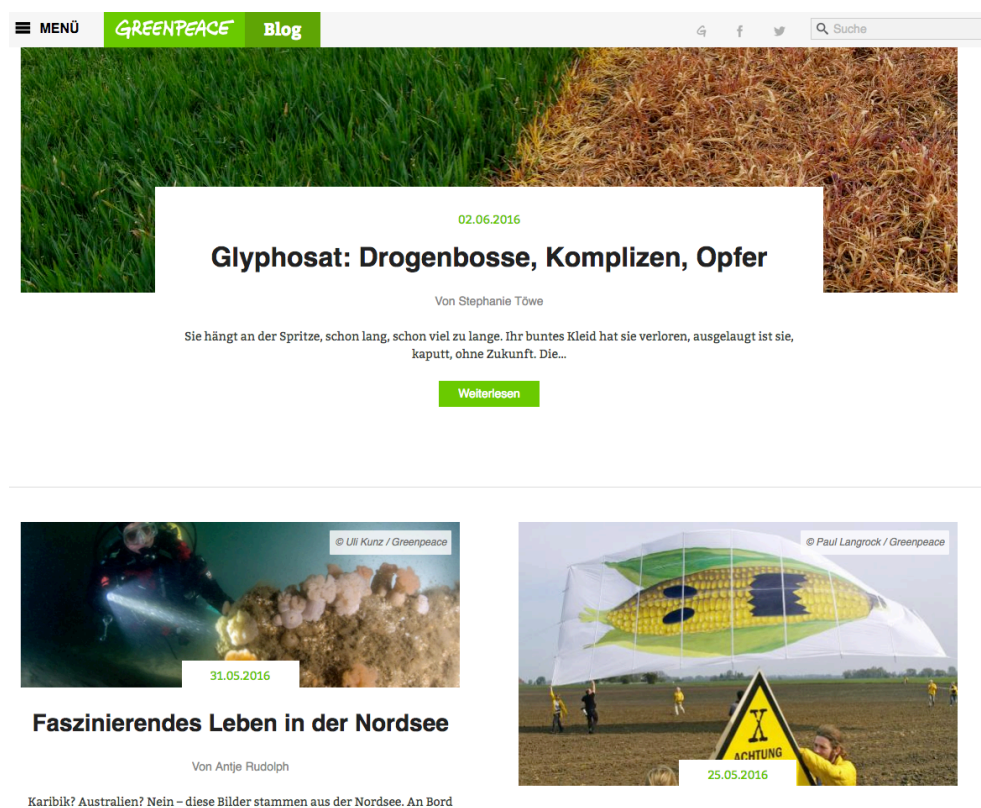 MENÜ
GREENPEACE
Blog
Suche
02.06.2016
Glyphosat: Drogenbosse, Komplizen, Opfer
Von Stephanie Töwe
Sie hängt an der Spritze, schon lang, schon viel zu lange. Ihr buntes Kleid hat sie verloren, ausgelaugt ist sie,
kaputt, ohne Zukunft. Die...
Weiterlesen
© Uli Kunz / Greenpeace
31.05.2016
Faszinierendes Leben in der Nordsee
Von Antje Rudolph
Karibik? Australien? Nein – diese Bilder stammen aus der Nordsee. An Bord
© Paul Langrock / Greenpeace
X
ACHTUNG
25.05.2016